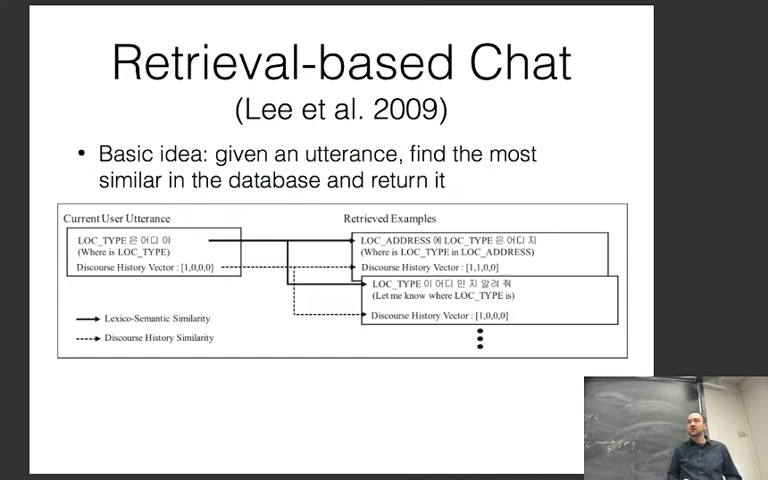 Retrieval-based Chat
(Lee et al. 2009)
• Basic idea: given an utterance, find the most
similar in the database and return it
Current User Utterance
LOC_TYPE 은 어디 야
(Where is LOC_TYPE)
Discourse History Vector : [1,0,0,0]
Lexico-Semantic Similarity
Discourse History Similarity
Retrieved Examples
LOC_ADDRESS 에 LOC_TYPE 은 어디 지
(Where is LOC_TYPE in LOC_ADDRESS)
Discourse History Vector : [1,1,0,0]
LOC_TYPE 이 어디 인 지 알려 줘
(Let me know where LOC_TYPE is)
Discourse History Vector : [1,0,0,0]